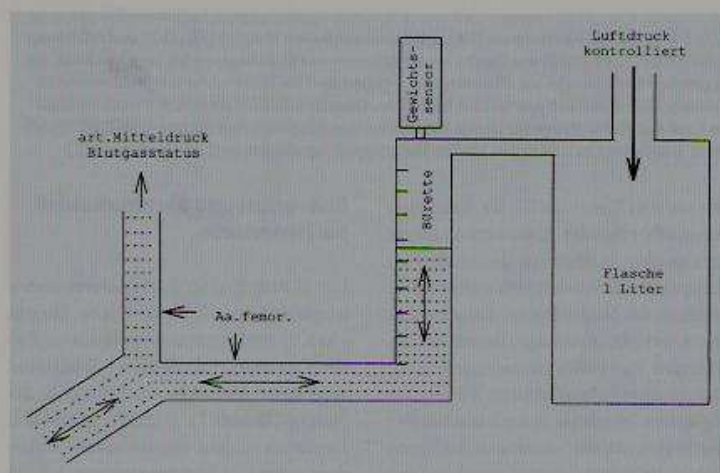 Luftdruck
kontrolliert
Gewichts-
sensor
art.Mitteldruck
Blutgasstatus
Bürette
Flasche
1 Liter
Aa.femor.